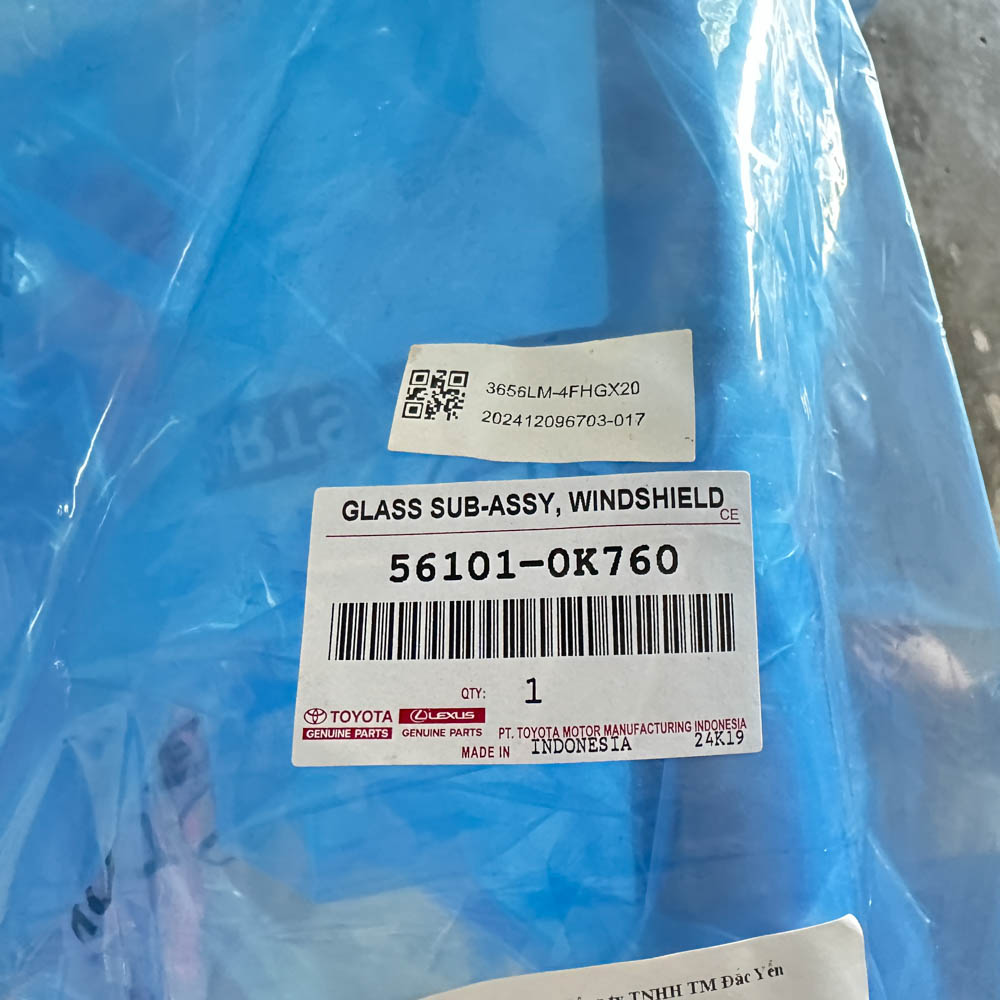 3656LM-4FHGX20
202412096703-017
GLASS SUB-ASSY, WINDSHIELD
CE
56101-0K760
QTY: 1
TOYOTA LEXUS
GENUINE PARTS GENUINE PARTS
PT. TOYOTA MOTOR MANUFACTURING INDONESIA
MADE IN INDONESIA 24K19
TNHH TM Đắc Yến